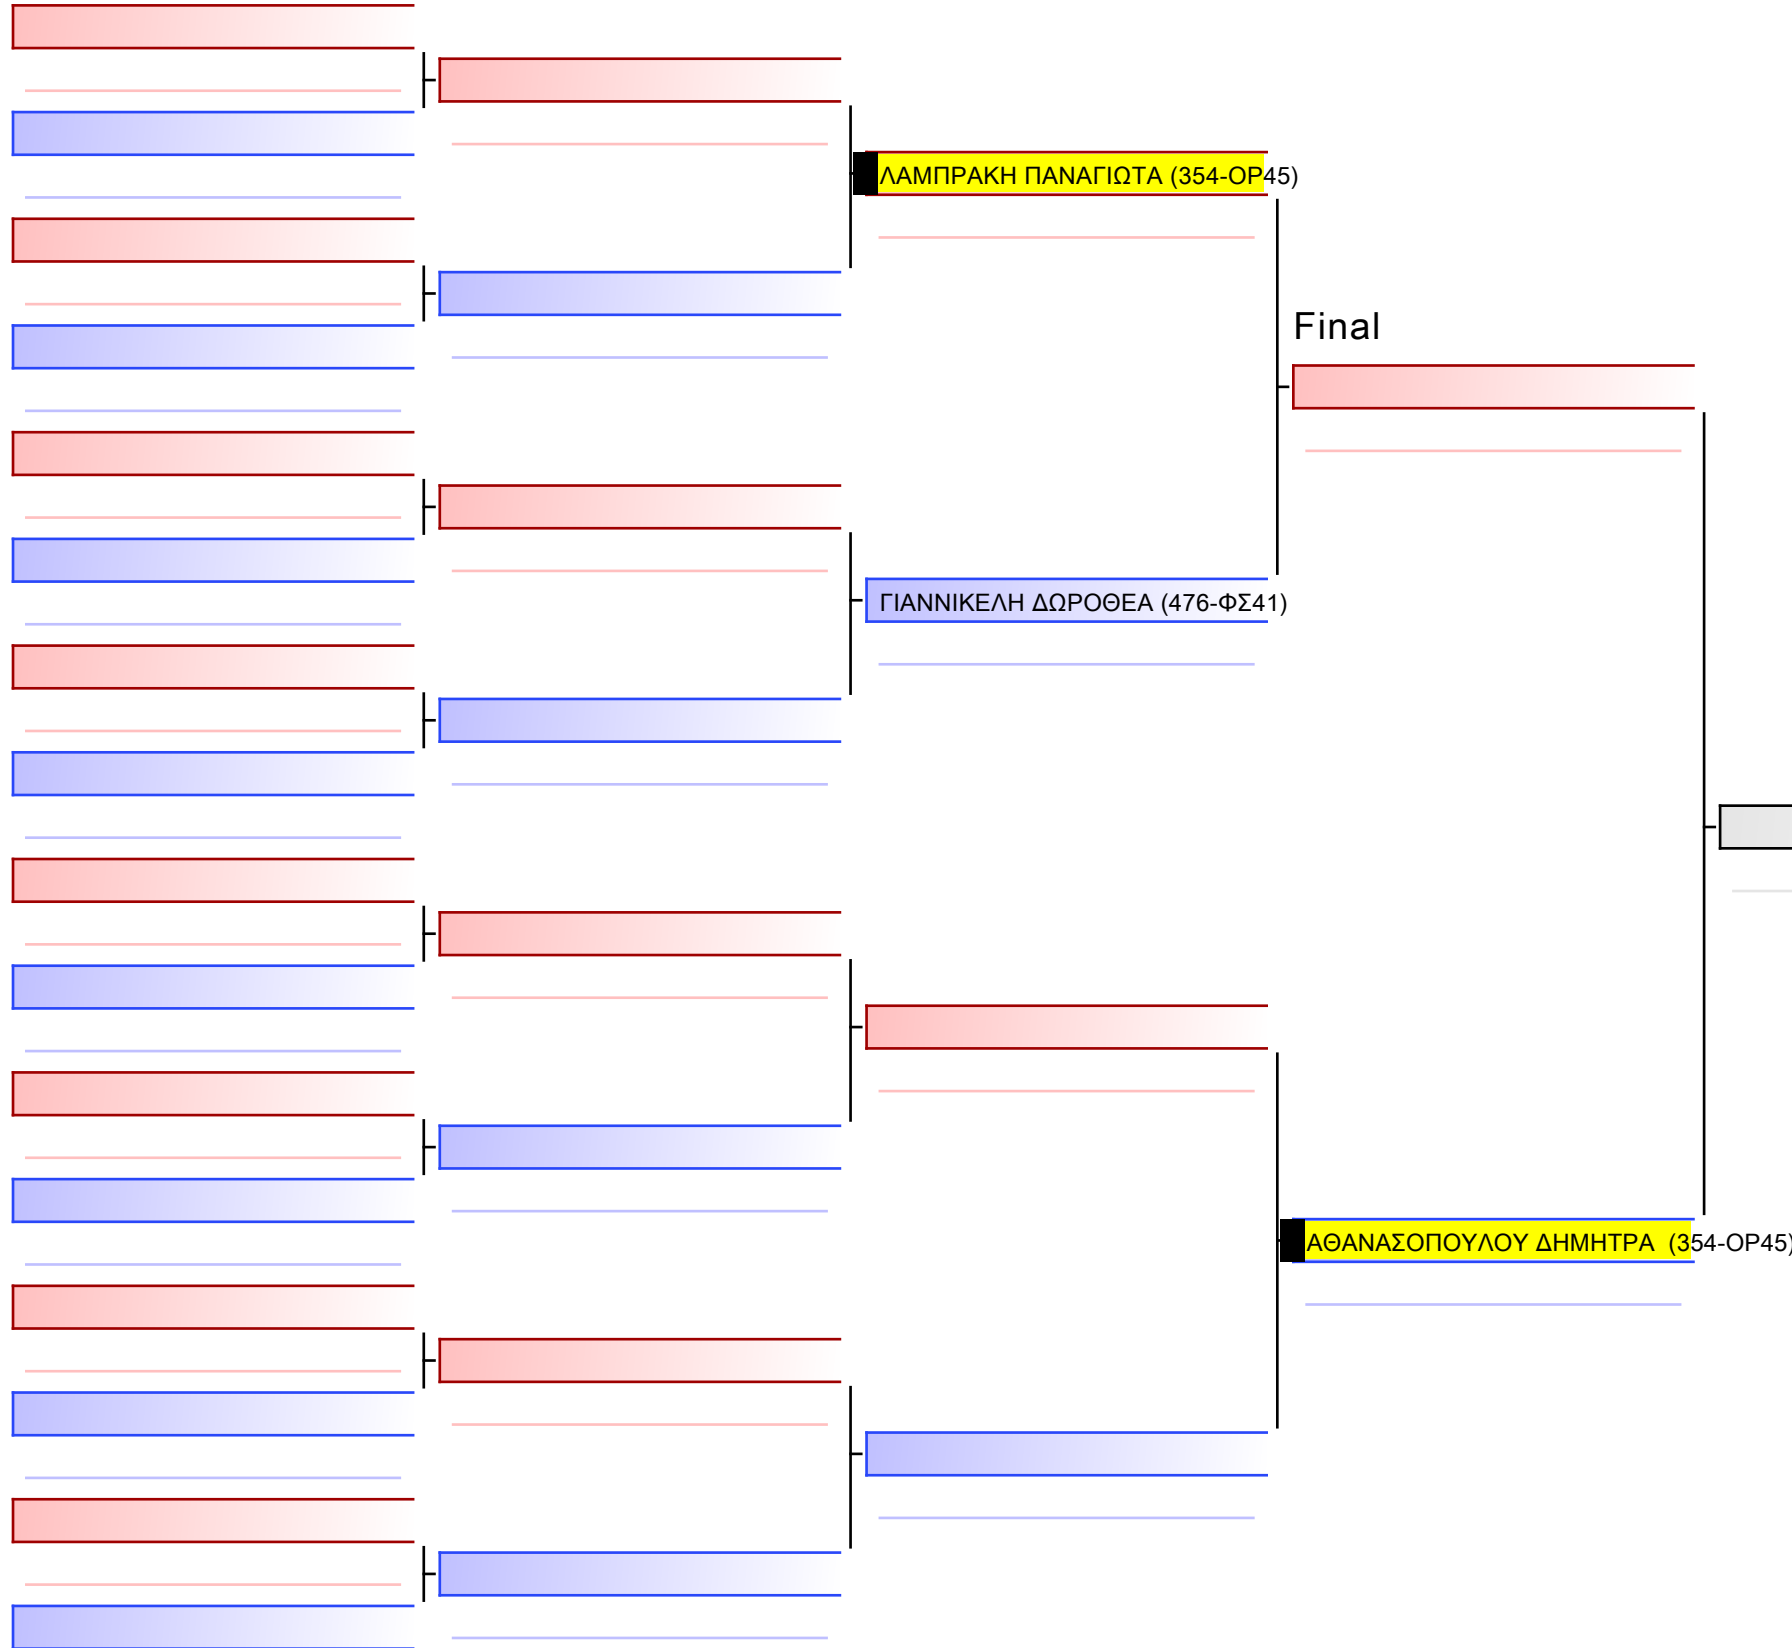 ΛΑΜΠΡΑΚΗ ΠΑΝΑΓΙΩΤΑ (354-ΟΡ45)
Final
ΓΙΑΝΝΙΚΕΛΗ ΔΩΡΟΘΕΑ (476-ΦΣ41)
ΑΘΑΝΑΣΟΠΟΥΛΟΥ ΔΗΜΗΤΡΑ (354-ΟΡ45)